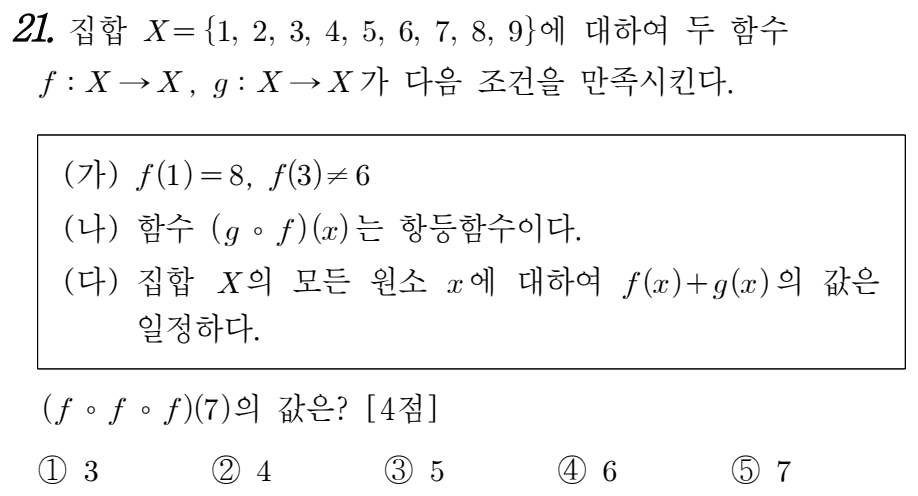 21. 집합 X={1, 2, 3, 4, 5, 6, 7, 8, 9}에 대하여 두 함수
f : X→X, g : X→X가 다음 조건을 만족시킨다.
(가) f(1)=8, f(3)≠6
(나) 함수 (g∘f)(x)는 항등함수이다.
(다) 집합 X의 모든 원소 x에 대하여 f(x)+g(x)의 값은
일정하다.
(f∘f∘f)(7)의 값은? [4점]
① 3 ② 4 ③ 5 ④ 6 ⑤ 7